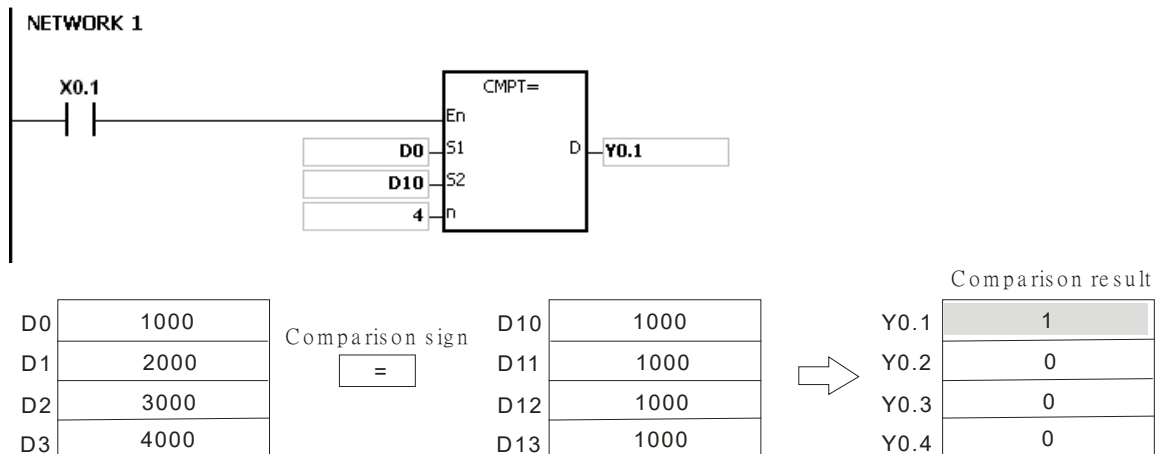 NETWORK 1
X0.1
CMPT=
En
D0 S1 D Y0.1
D10 S2
4 n
Comparison result
D0 1000 D10 1000 Y0.1 1
Comparison sign
D1 2000 = D11 1000 Y0.2 0
D2 3000 D12 1000 Y0.3 0
D3 4000 D13 1000 Y0.4 0